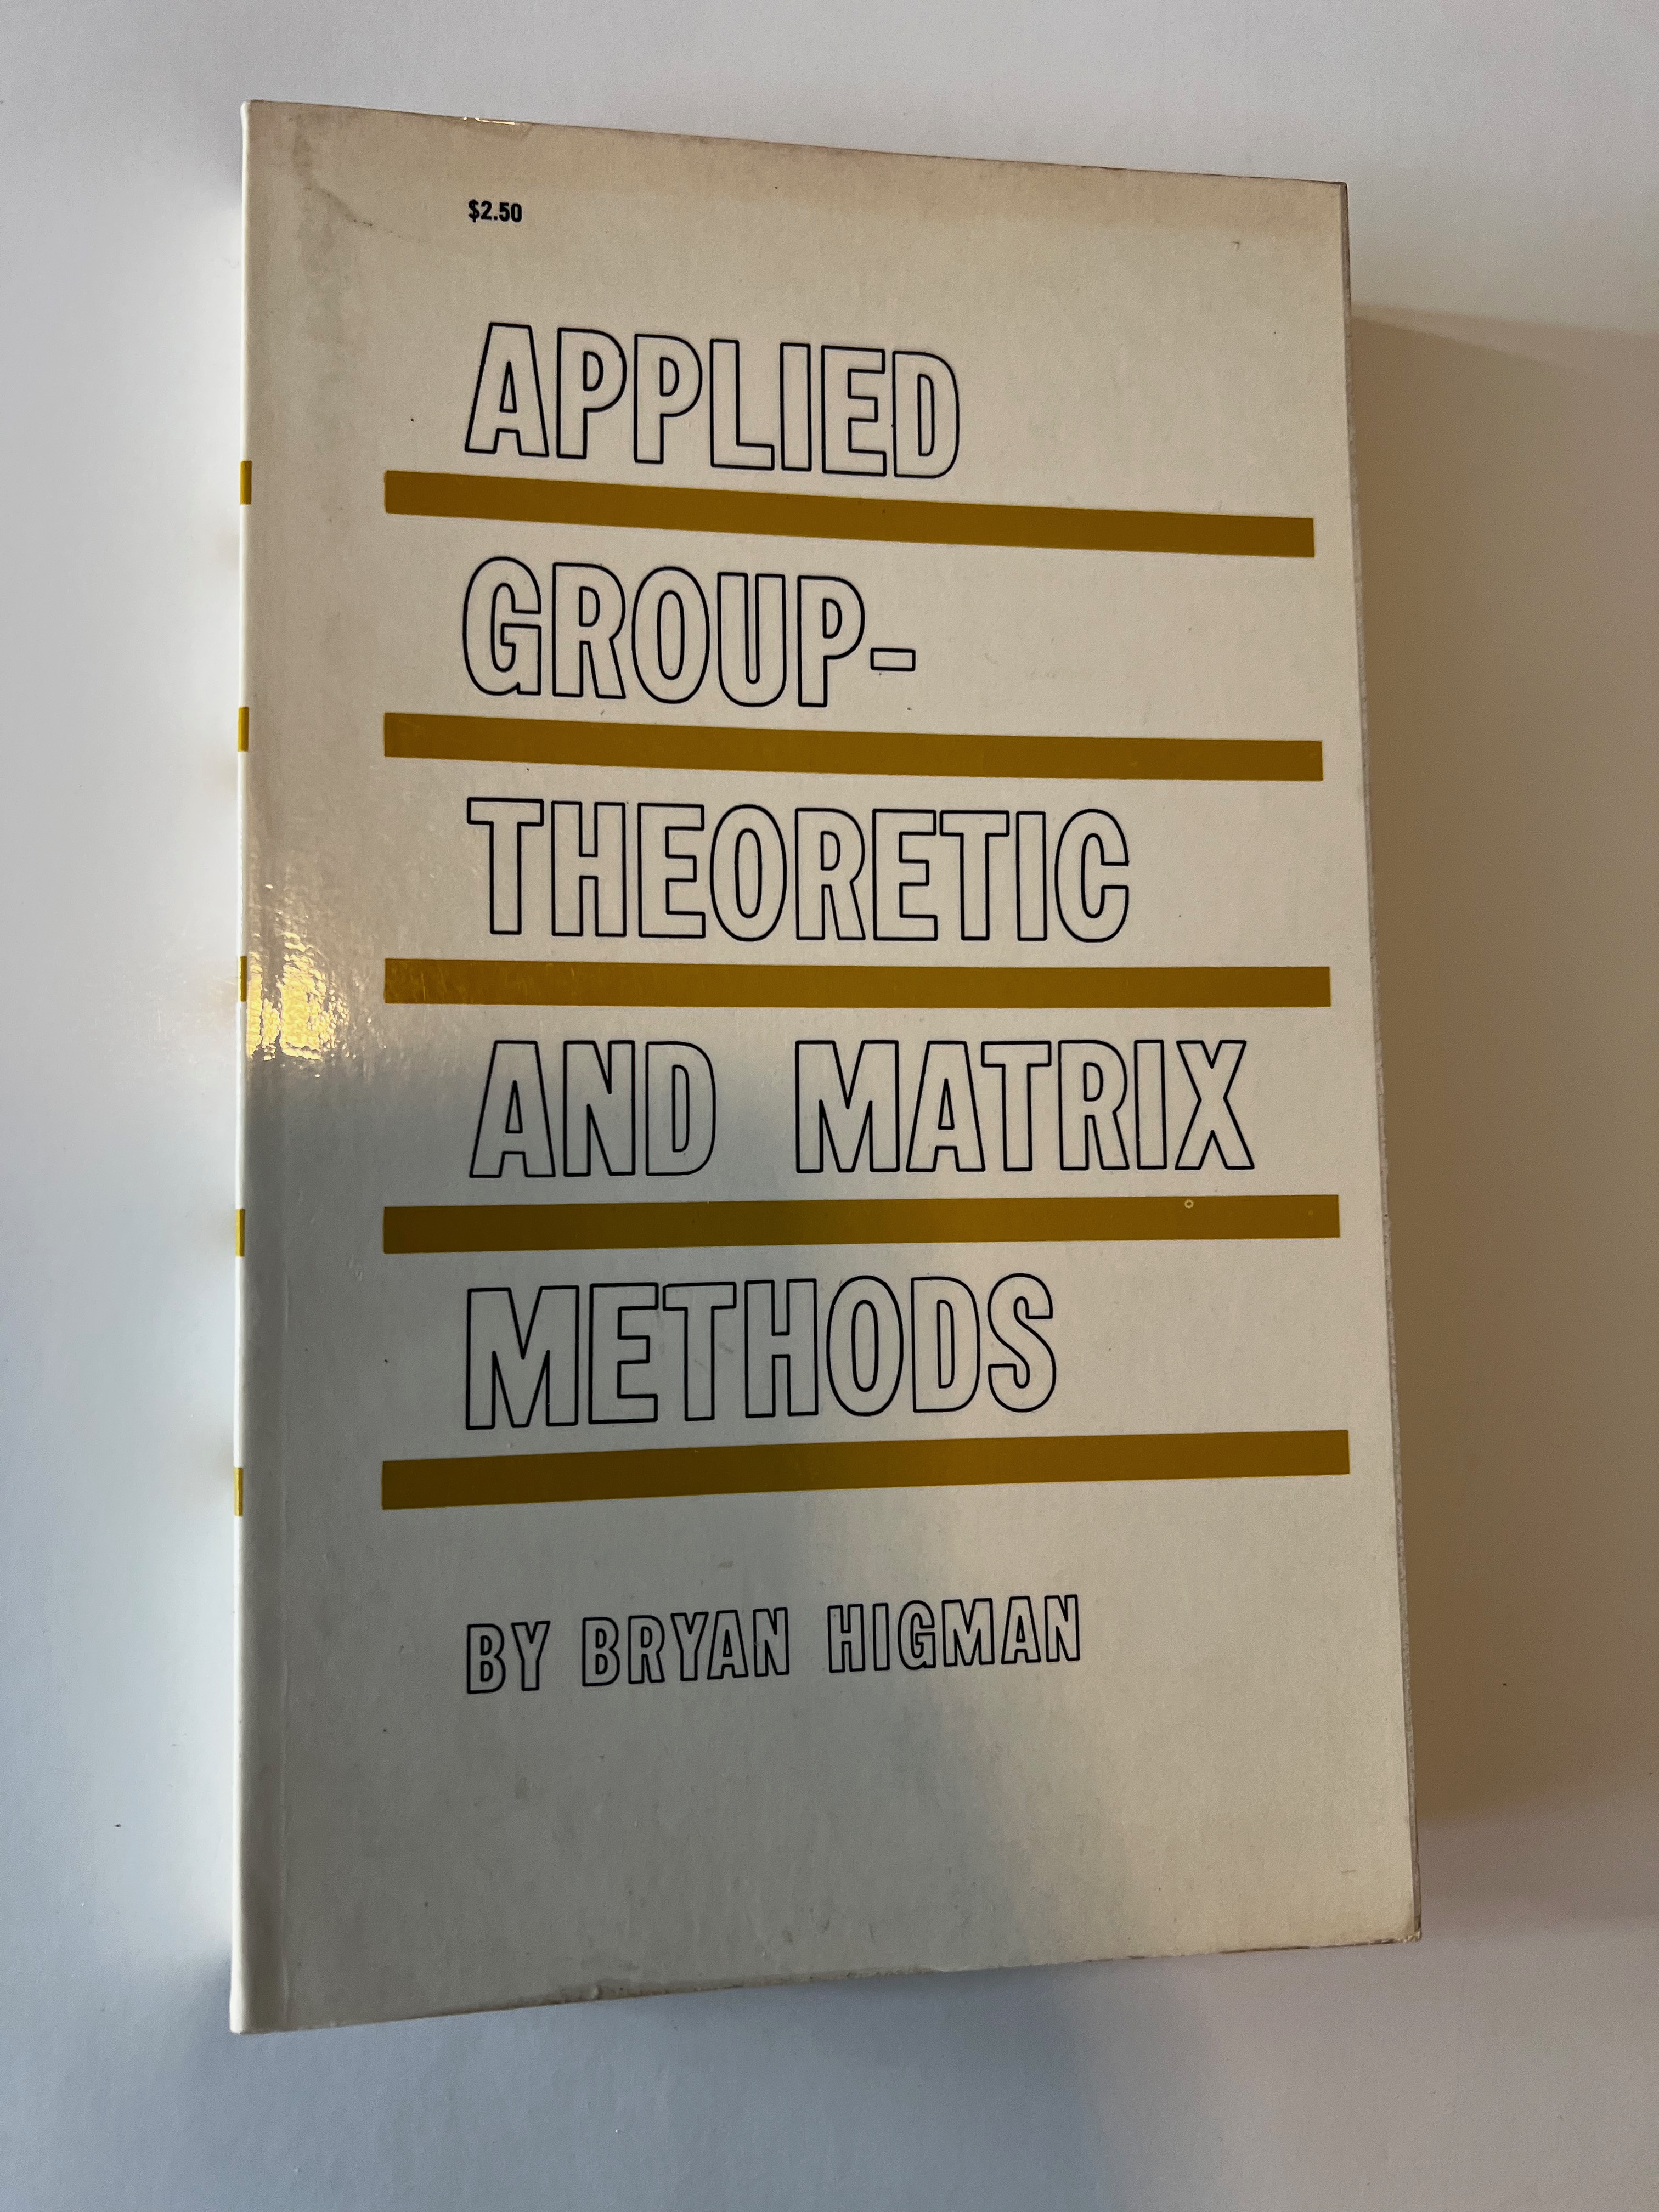 $2.50
APPLIED
GROUP-
THEORETIC
AND MATRIX
METHODS
BY BRYAN HIGMAN